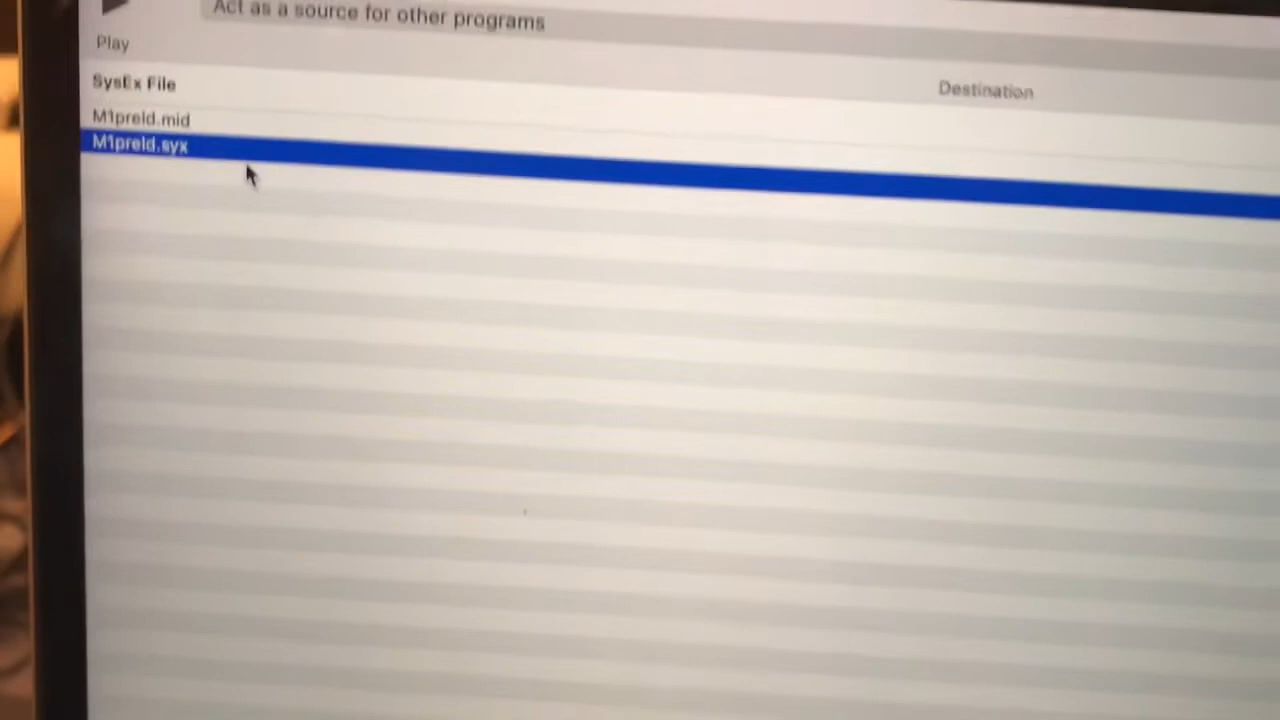 Act as a source for other programs
Play
Destination
SysEx File
M1preld.mid
M1preld.syx